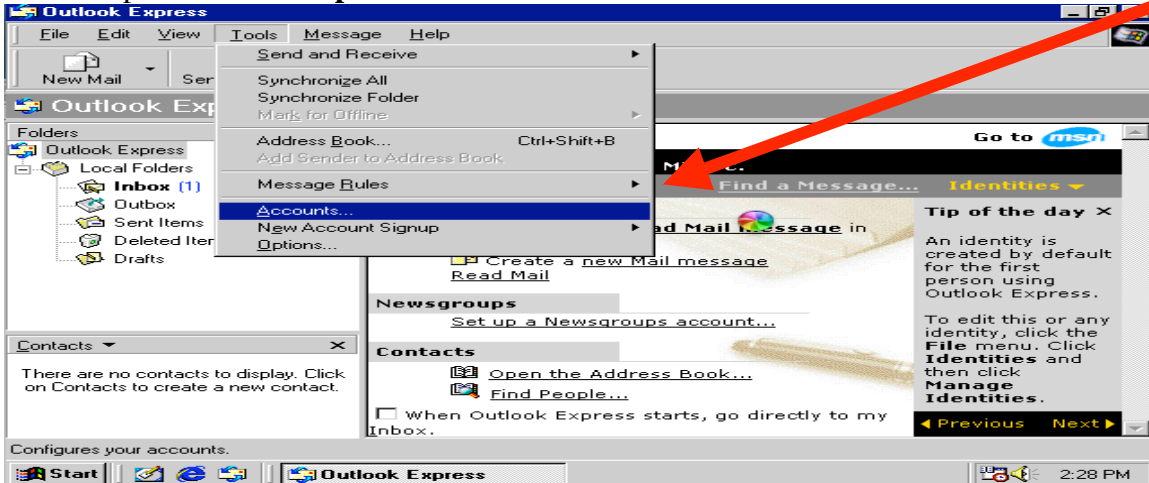 Outlook Express
File Edit View Tools Message Help
New Mail
Send and Receive
Synchronize All
Synchronize Folder
Mark for Offline
Address Book... Ctrl+Shift+B
Add Sender to Address Book
Message Rules
Accounts...
New Account Signup
Options...
Folders
Outlook Express
Local Folders
Inbox (1)
Outbox
Sent Items
Deleted Iter
Drafts
Contacts
There are no contacts to display. Click
on Contacts to create a new contact.
Go to msn
Find a Message... Identities
in
Create a new Mail message
Read Mail
Newsgroups
Set up a Newsgroups account...
Contacts
Open the Address Book...
Find People...
When Outlook Express starts, go directly to my
Inbox.
Tip of the day
An identity is
created by default
for the first
person using
Outlook Express.
To edit this or any
identity, click the
File menu. Click
Identities and
then click
Manage
Identities.
Previous Next
Configures your accounts.
Start Outlook Express 2:28 PM